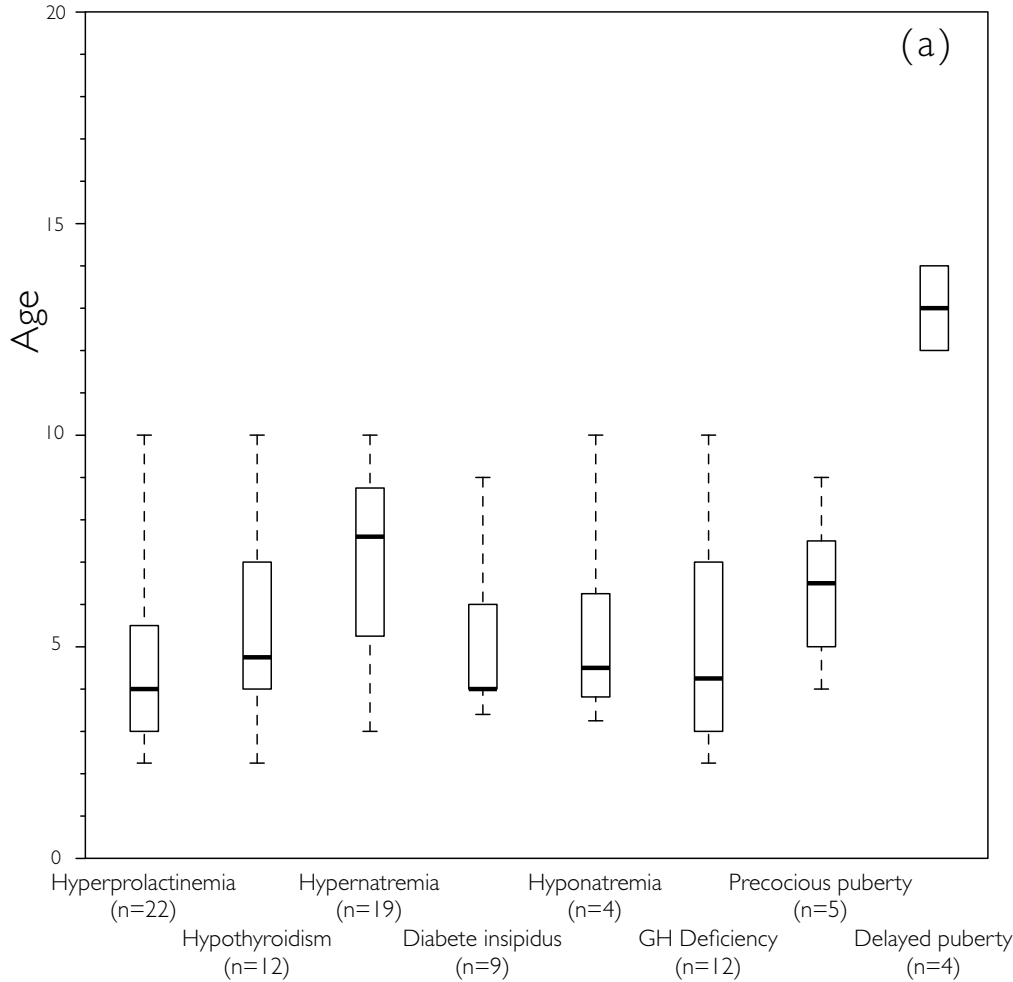 (a)
Age
20
15
10
5
0
Hyperprolactinemia
(n=22)
Hypothyroidism
(n=12)
Hypernatremia
(n=19)
Diabete insipidus
(n=9)
Hyponatremia
(n=4)
GH Deficiency
(n=12)
Precocious puberty
(n=5)
Delayed puberty
(n=4)